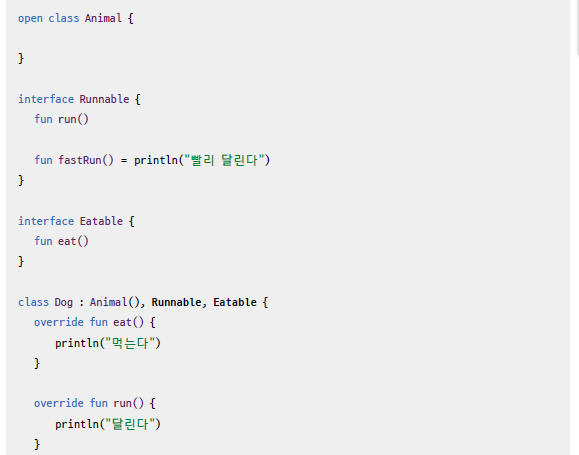 open class Animal {
}
interface Runnable {
fun run()
fun fastRun() = println("빨리 달린다")
}
interface Eatable {
fun eat()
}
class Dog : Animal(), Runnable, Eatable {
override fun eat() {
println("먹는다")
}
override fun run() {
println("달린다")
}